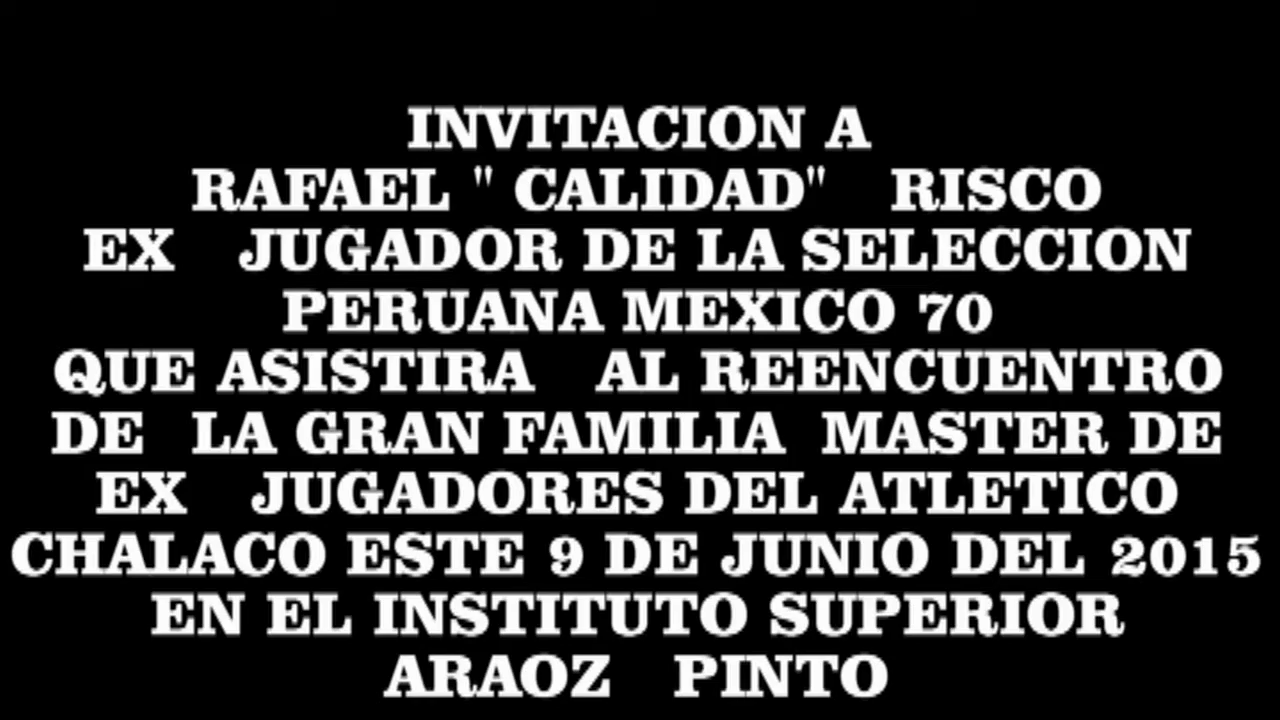 INVITACION A
RAFAEL " CALIDAD" RISCO
EX JUGADOR DE LA SELECCION
PERUANA MEXICO 70
QUE ASISTIRA AL REENCUENTRO
DE LA GRAN FAMILIA MASTER DE
EX JUGADORES DEL ATLETICO
CHALACO ESTE 9 DE JUNIO DEL 2015
EN EL INSTITUTO SUPERIOR
ARAOZ PINTO